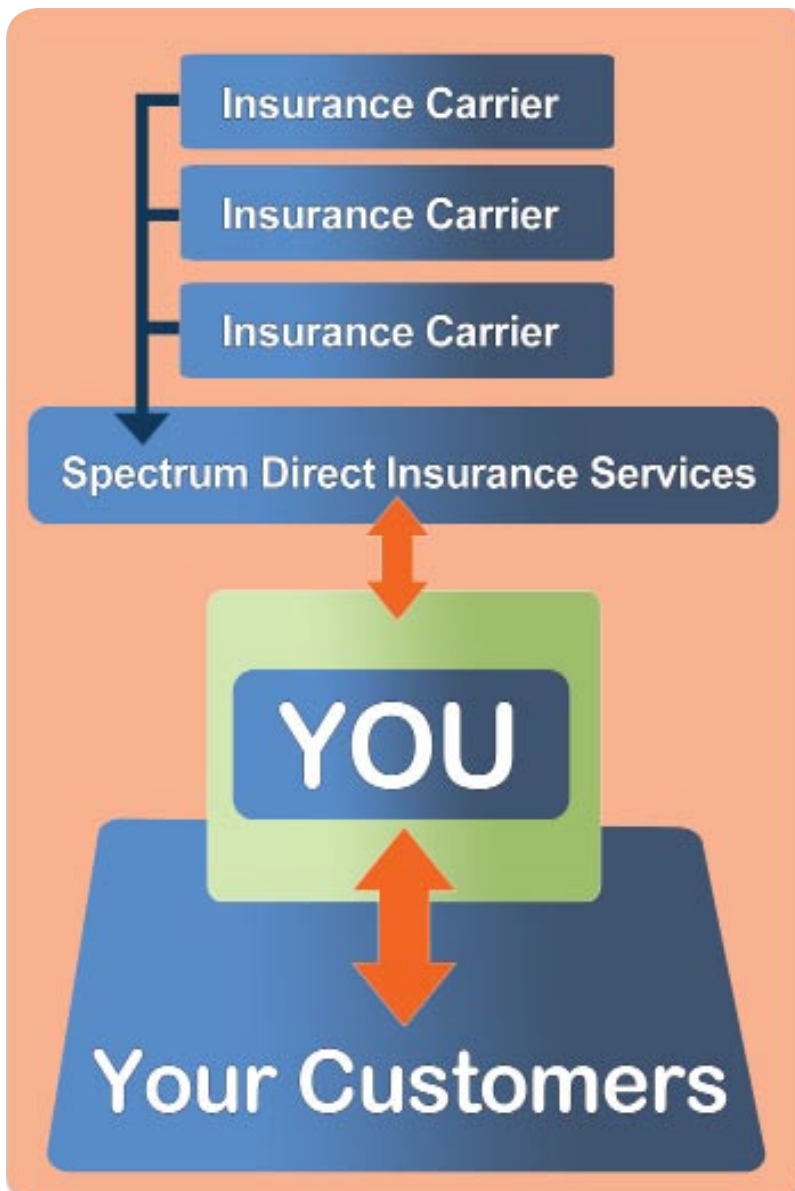 Insurance Carrier
Insurance Carrier
Insurance Carrier
Spectrum Direct Insurance Services
YOU
Your Customers